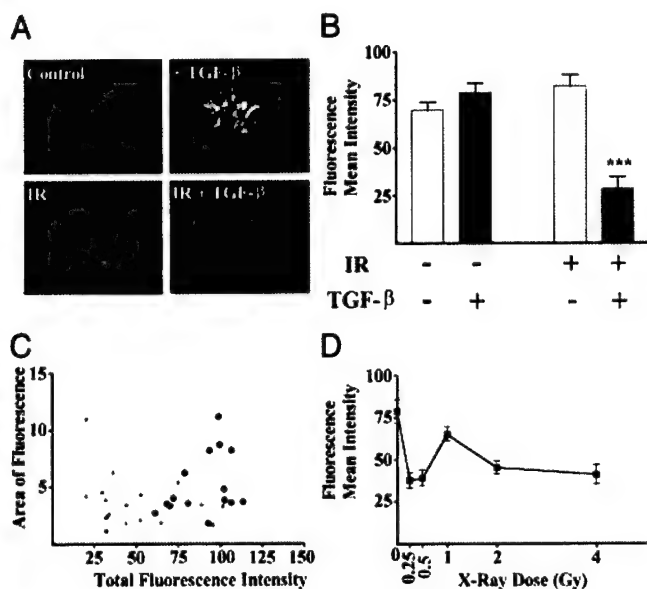 A
Control
+ TGF-β
IR
IR + TGF-β
B
Fluorescence
Mean Intensity
100
75
50
25
***
IR - - + +
TGF-β - + - +
C
Area of Fluorescence
15
10
5
25 50 75 100 125 150
Total Fluorescence Intensity
D
Fluorescence
Mean Intensity
100
75
50
25
0 0.25 0.5 1 2 4
X-Ray Dose (Gy)